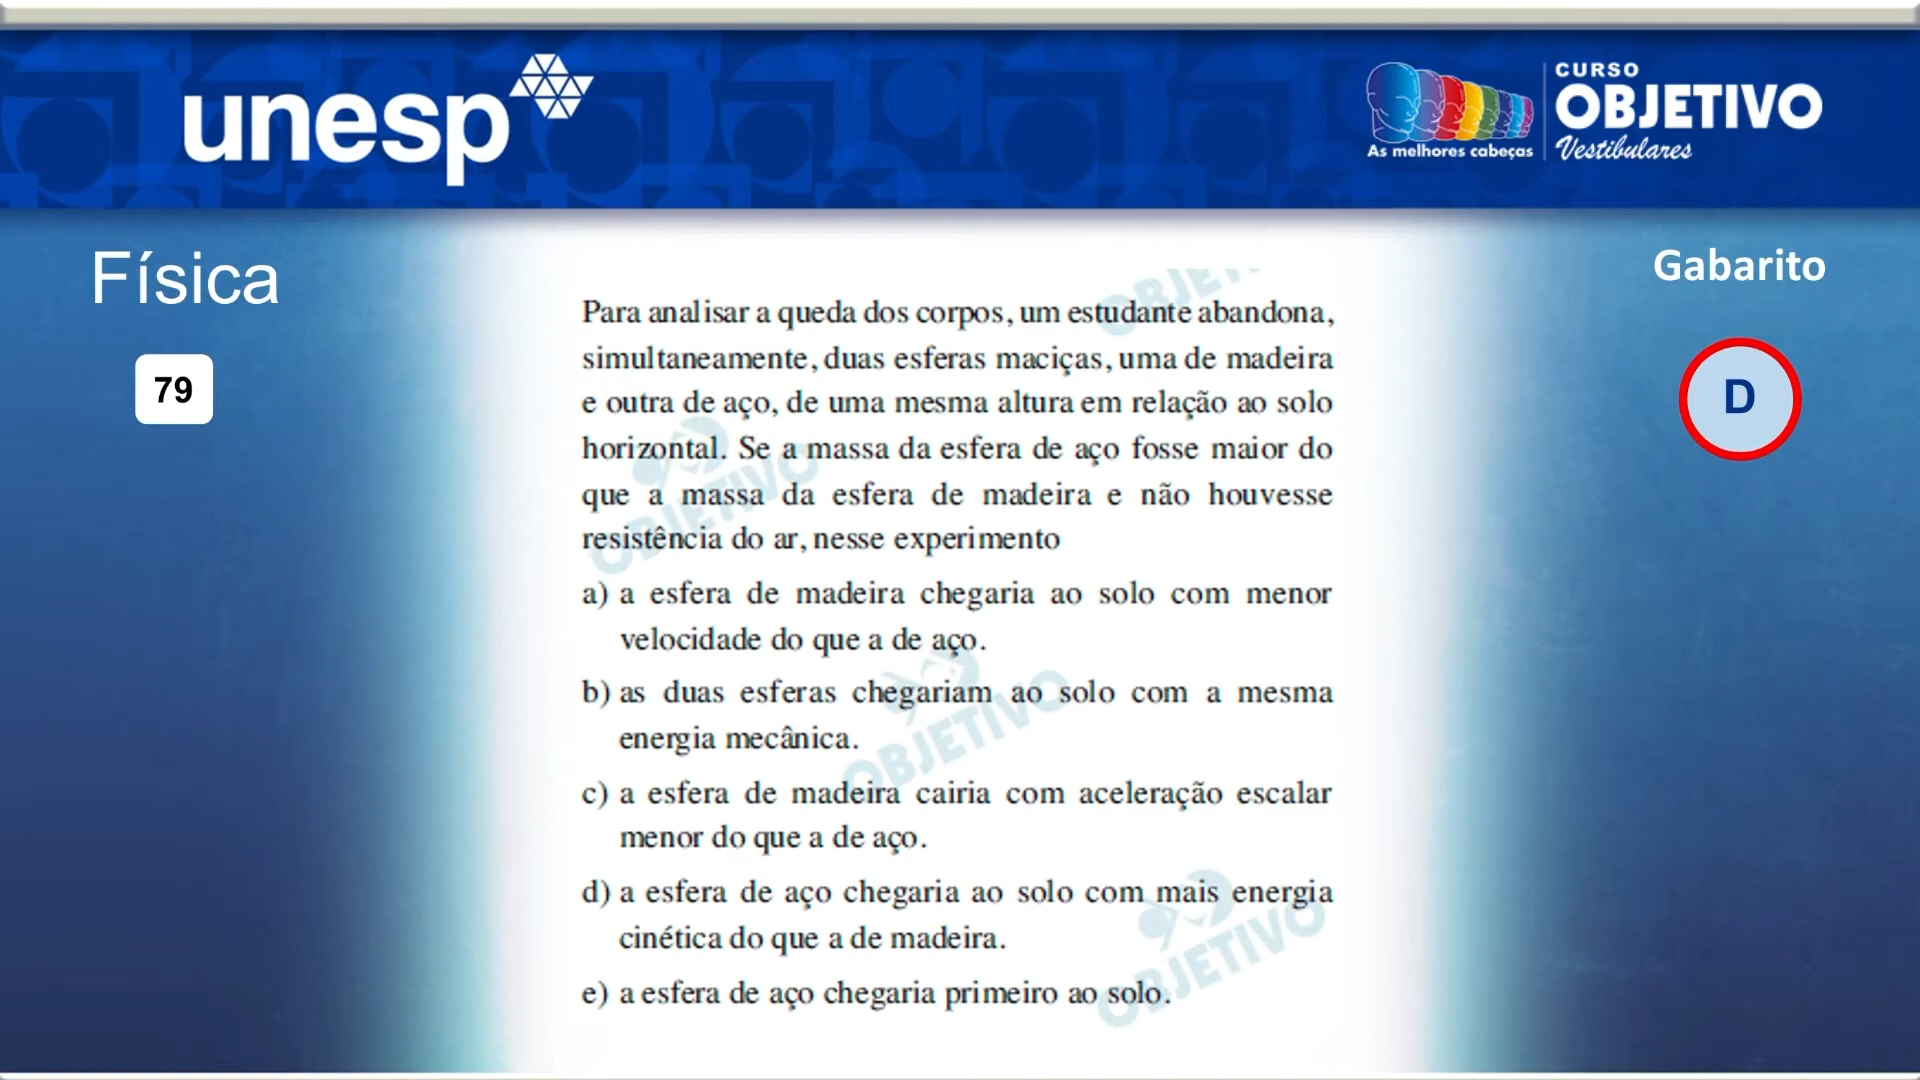 unesp
CURSO
OBJETIVO
As melhores cabeças
Vestibulares
Física
79
Gabarito
D
Para analisar a queda dos corpos, um estudante abandona,
simultaneamente, duas esferas maciças, uma de madeira
e outra de aço, de uma mesma altura em relação ao solo
horizontal. Se a massa da esfera de aço fosse maior do
que a massa da esfera de madeira e não houvesse
resistência do ar, nesse experimento
a) a esfera de madeira chegaria ao solo com menor
velocidade do que a de aço.
b) as duas esferas chegariam ao solo com a mesma
energia mecânica.
c) a esfera de madeira cairia com aceleração escalar
menor do que a de aço.
d) a esfera de aço chegaria ao solo com mais energia
cinética do que a de madeira.
e) a esfera de aço chegaria primeiro ao solo.
OBJETIVO
OBJETIVO
OBJETIVO